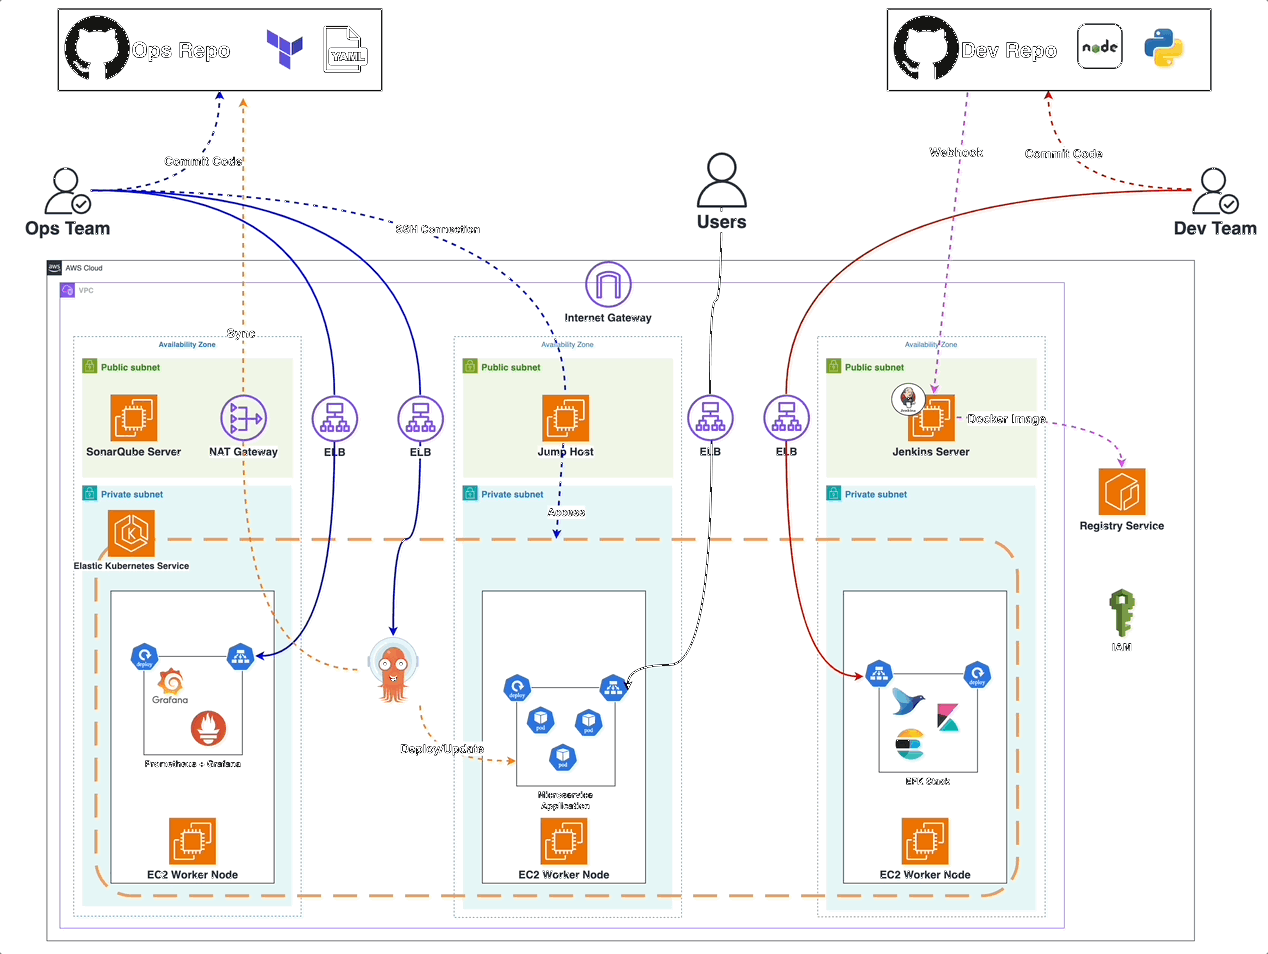 Ops Repo
YAML
Dev Repo
node
Commit Code
Webhook
Commit Code
Ops Team
Users
Dev Team
SSH Connection
aws
AWS Cloud
VPC
Internet Gateway
Sync
Availability Zone
Availability Zone
Availability Zone
Public subnet
Public subnet
Public subnet
Jenkins
Docker Image
SonarQube Server
NAT Gateway
ELB
ELB
Jump Host
ELB
ELB
Jenkins Server
Private subnet
Private subnet
Private subnet
Access
Registry Service
K
Elastic Kubernetes Service
IAM
deploy
Grafana
deploy
deploy
pod
pod
pod
Prometheus + Grafana
Deploy/Update
EFK Stack
Microservice
Application
EC2 Worker Node
EC2 Worker Node
EC2 Worker Node